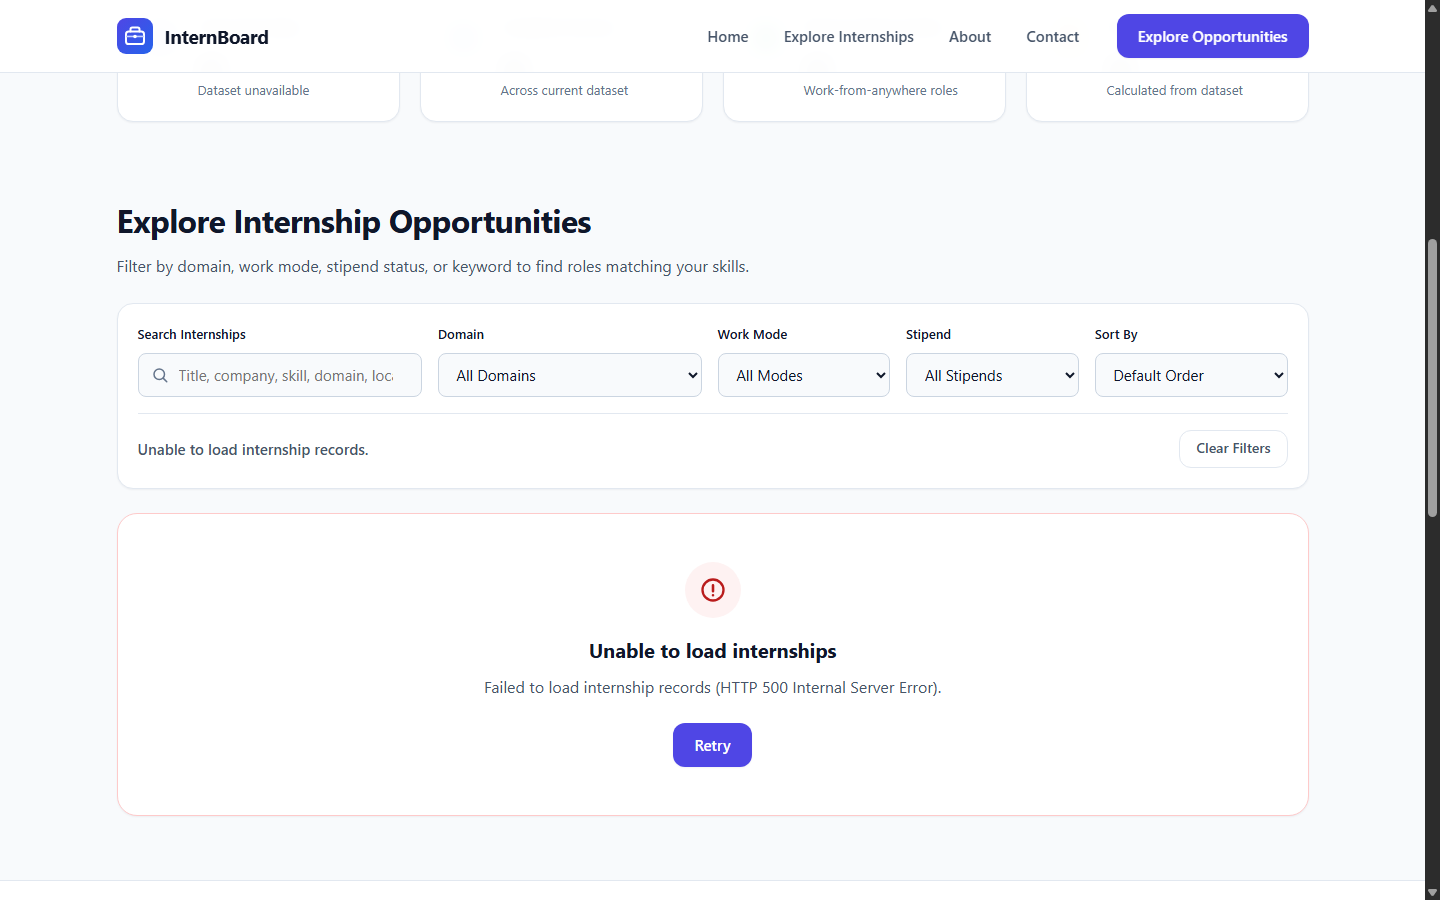 InternBoard
Home Explore Internships About Contact Explore Opportunities
Dataset unavailable Across current dataset Work-from-anywhere roles Calculated from dataset
Explore Internship Opportunities
Filter by domain, work mode, stipend status, or keyword to find roles matching your skills.
Search Internships Domain Work Mode Stipend Sort By
Title, company, skill, domain, loc All Domains All Modes All Stipends Default Order
Unable to load internship records. Clear Filters
Unable to load internships
Failed to load internship records (HTTP 500 Internal Server Error).
Retry